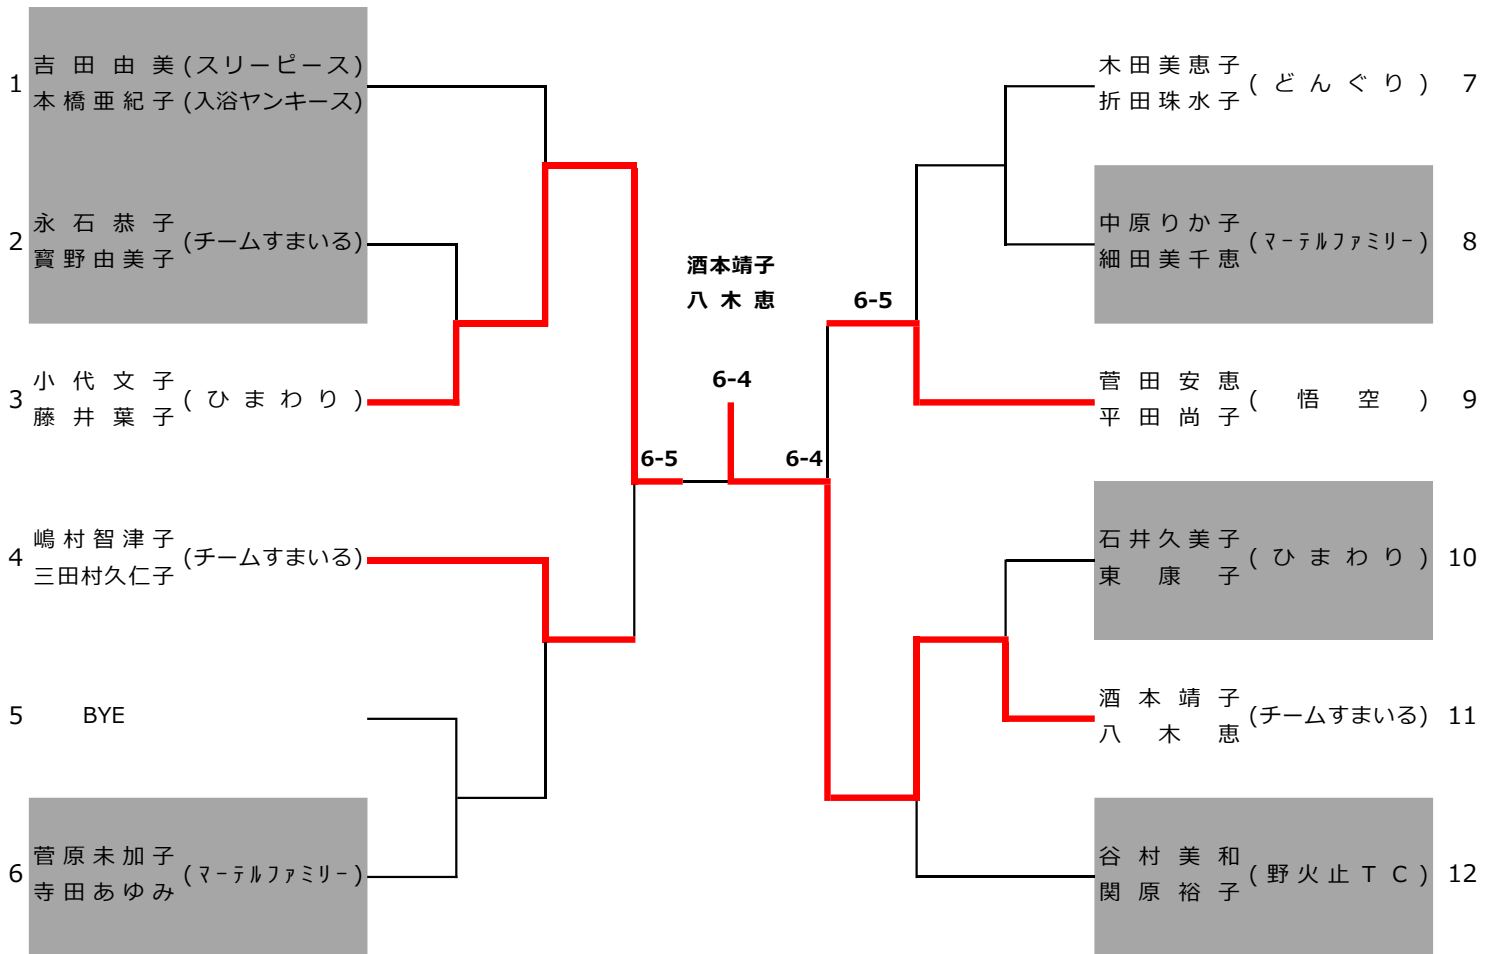 1 吉田由美(スリーピース)
本橋亜紀子(入浴ヤンキース)
2 永石恭子
寳野由美子(チームすまいる)
3 小代文子
藤井葉子(ひまわり)
4 嶋村智津子
三田村久仁子(チームすまいる)
5 BYE
6 菅原未加子
寺田あゆみ(マーテルファミリー)
酒本靖子
八木恵
6-5
6-4
6-5
6-4
木田美恵子
折田珠水子(どんぐり) 7
中原りか子
細田美千恵(マーテルファミリー) 8
菅田安恵
平田尚子(悟空) 9
石井久美子
東康子(ひまわり) 10
酒本靖子
八木恵(チームすまいる) 11
谷村美和
関原裕子(野火止TC) 12